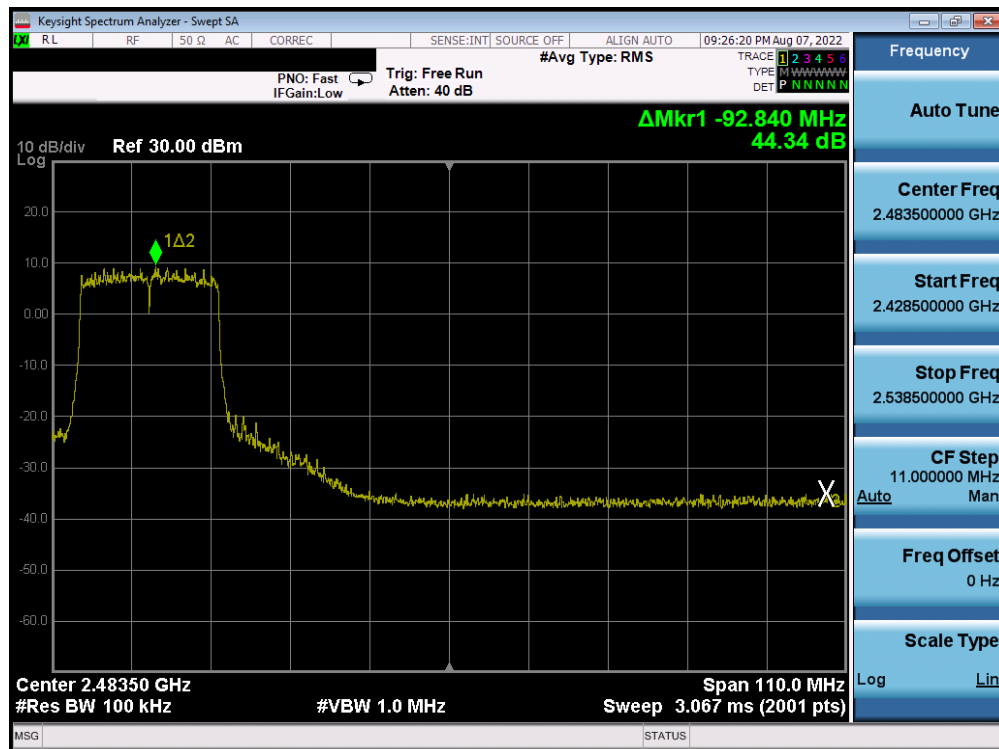 Keysight Spectrum Analyzer - Swept SA
LXI RL RF 50 Ω AC CORREC SENSE:INT SOURCE OFF ALIGN AUTO 09:26:20 PM Aug 07, 2022
#Avg Type: RMS
TRACE 1 2 3 4 5 6
PNO: Fast Trig: Free Run TYPE M WWWWW
IFGain:Low Atten: 40 dB DET P N N N N N
ΔMkr1 -92.840 MHz
44.34 dB
10 dB/div Ref 30.00 dBm
Log
20.0
1Δ2
10.0
0.00
-10.0
-20.0
-30.0
-40.0
-50.0
-60.0
Center 2.48350 GHz Span 110.0 MHz
#Res BW 100 kHz #VBW 1.0 MHz Sweep 3.067 ms (2001 pts)
MSG STATUS
Frequency
Auto Tune
Center Freq
2.483500000 GHz
Start Freq
2.428500000 GHz
Stop Freq
2.538500000 GHz
CF Step
11.000000 MHz
Auto Man
Freq Offset
0 Hz
Scale Type
Log Lin